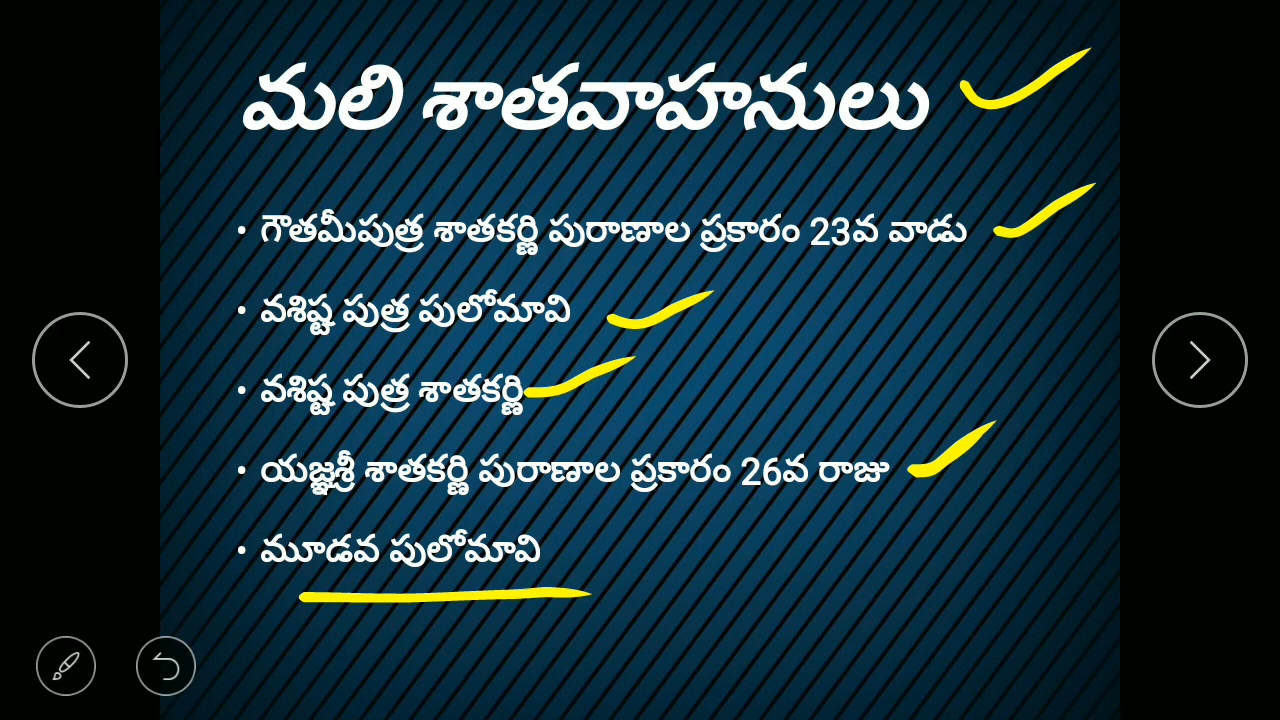 మలి శాతవాహనులు
• గౌతమీపుత్ర శాతకర్ణి పురాణాల ప్రకారం 23వ వాడు
• వశిష్ట పుత్ర పులోమావి
• వశిష్ట పుత్ర శాతకర్ణి
• యజ్ఞశ్రీ శాతకర్ణి పురాణాల ప్రకారం 26వ రాజు
• మూడవ పులోమావి